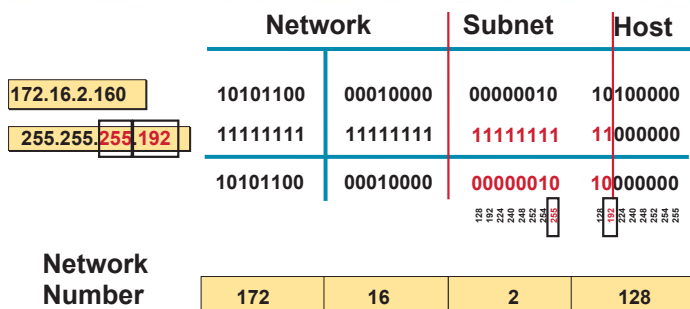 Network Subnet Host
172.16.2.160 10101100 00010000 00000010 10100000
255.255.255.192 11111111 11111111 11111111 11000000
10101100 00010000 00000010 10000000
128 192 224 240 248 252 254 255 128 192 224 240 248 252 254 255
Network
Number 172 16 2 128